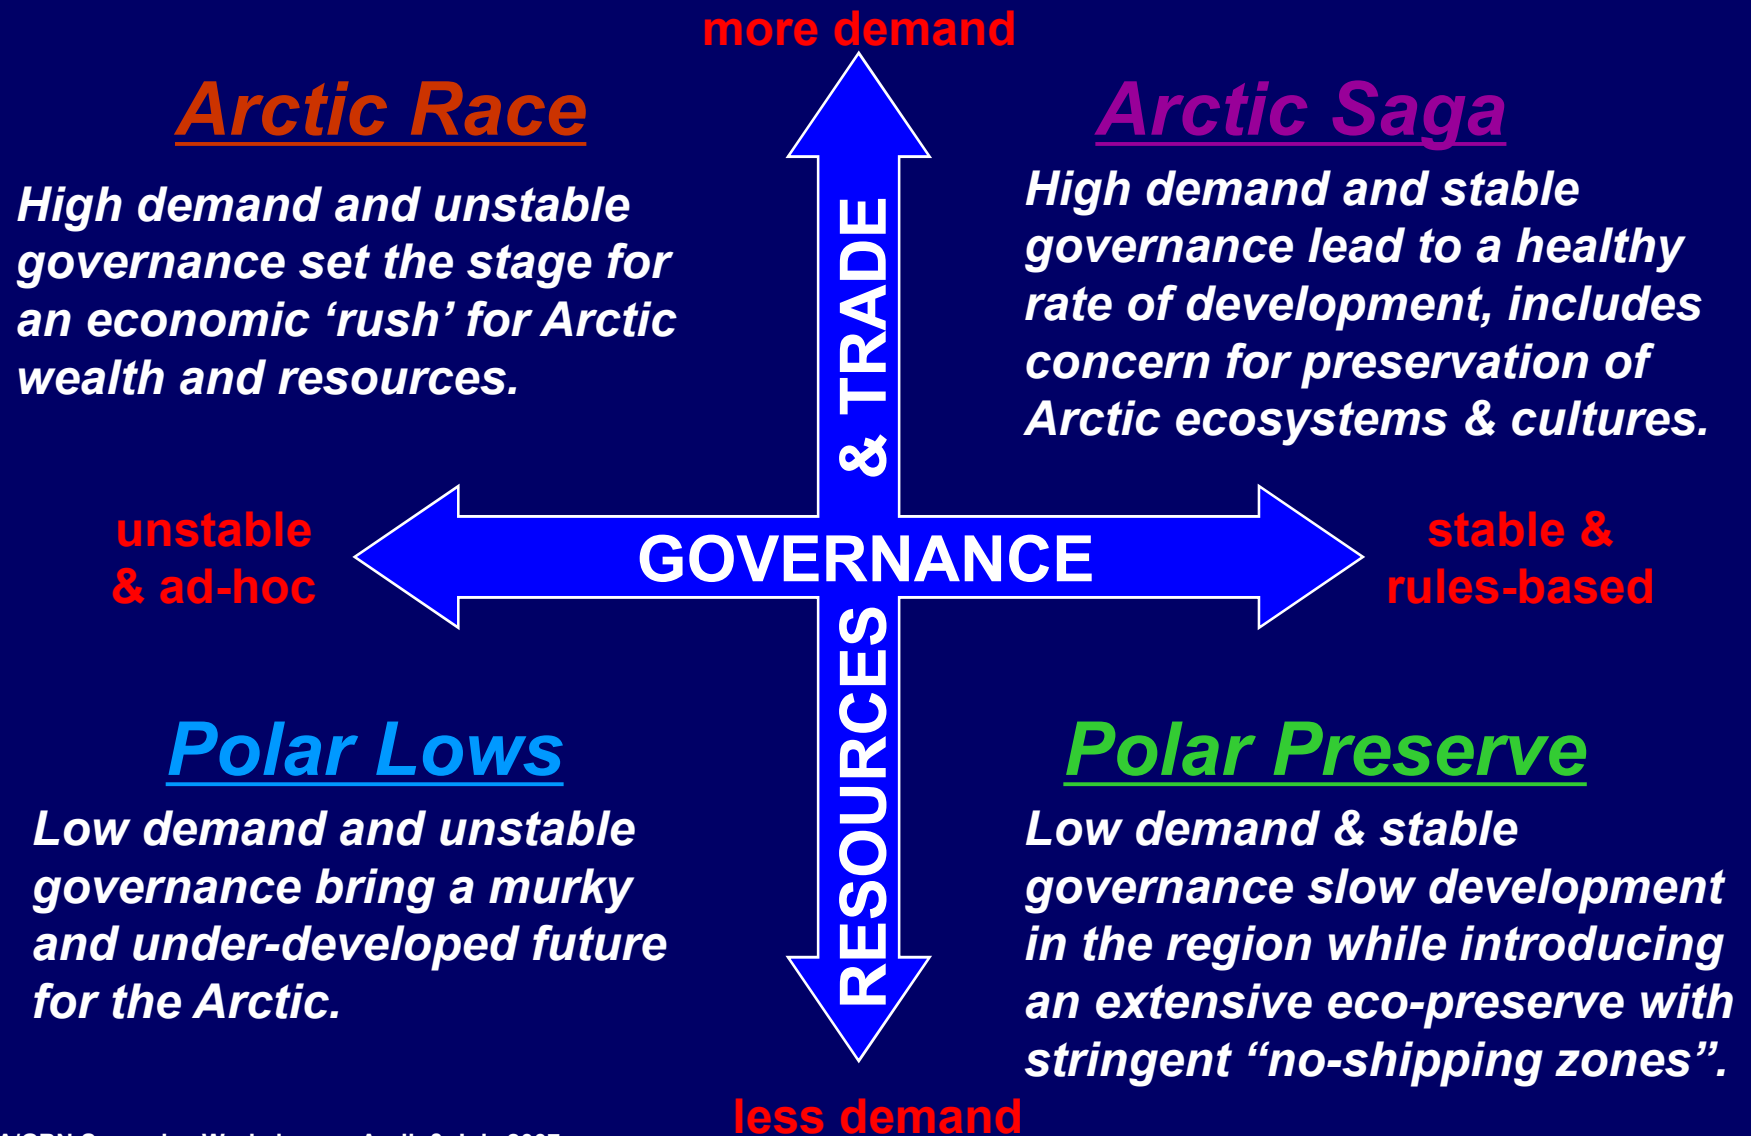 more demand
Arctic Race
High demand and unstable
governance set the stage for
an economic ‘rush’ for Arctic
wealth and resources.
Arctic Saga
High demand and stable
governance lead to a healthy
rate of development, includes
concern for preservation of
Arctic ecosystems & cultures.
RESOURCES & TRADE
unstable
& ad-hoc
GOVERNANCE
stable &
rules-based
Polar Lows
Low demand and unstable
governance bring a murky
and under-developed future
for the Arctic.
Polar Preserve
Low demand & stable
governance slow development
in the region while introducing
an extensive eco-preserve with
stringent “no-shipping zones”.
less demand